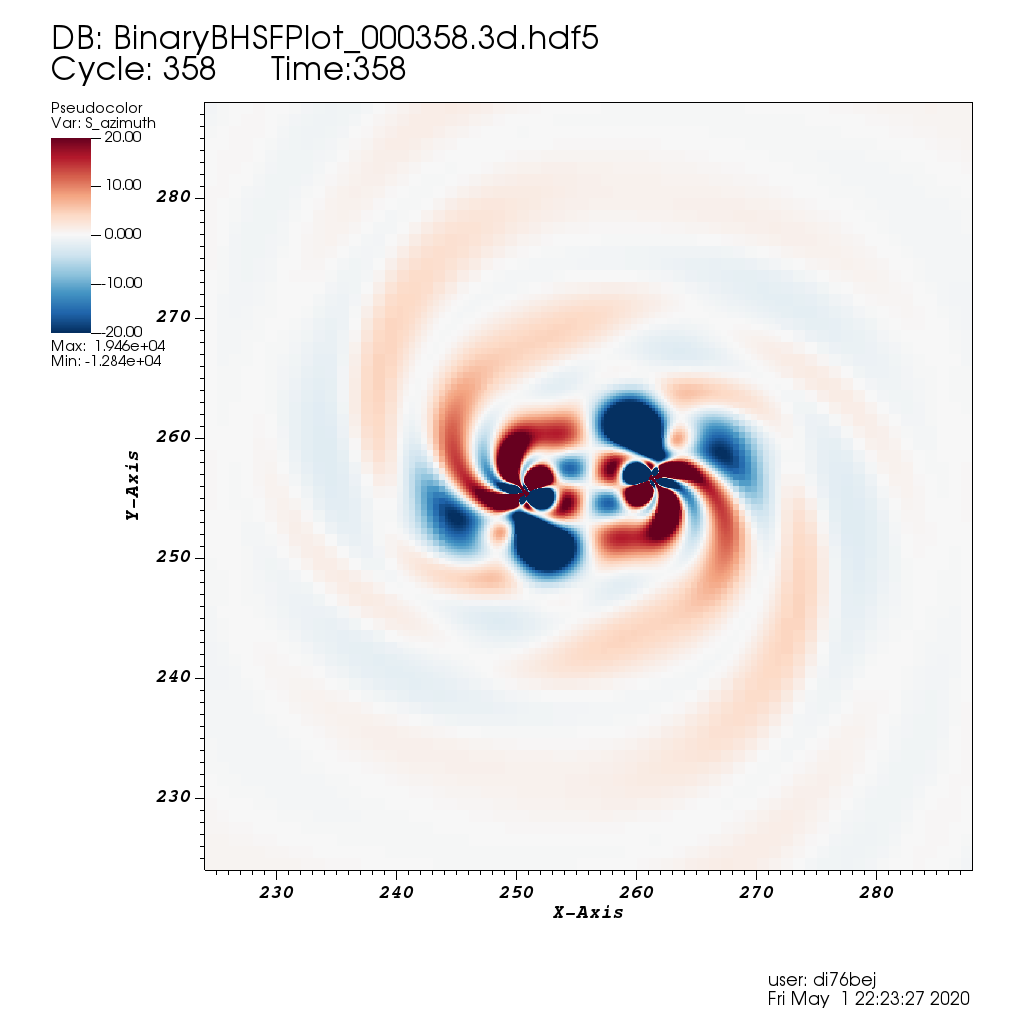 DB: BinaryBHSFPlot_000358.3d.hdf5
Cycle: 358 Time:358
Pseudocolor
Var: S_azimuth
20.00
10.00
0.000
-10.00
-20.00
Max: 1.946e+04
Min: -1.284e+04
280
270
260
250
240
230
Y-Axis
230 240 250 260 270 280
X-Axis
user: di76bej
Fri May 1 22:23:27 2020